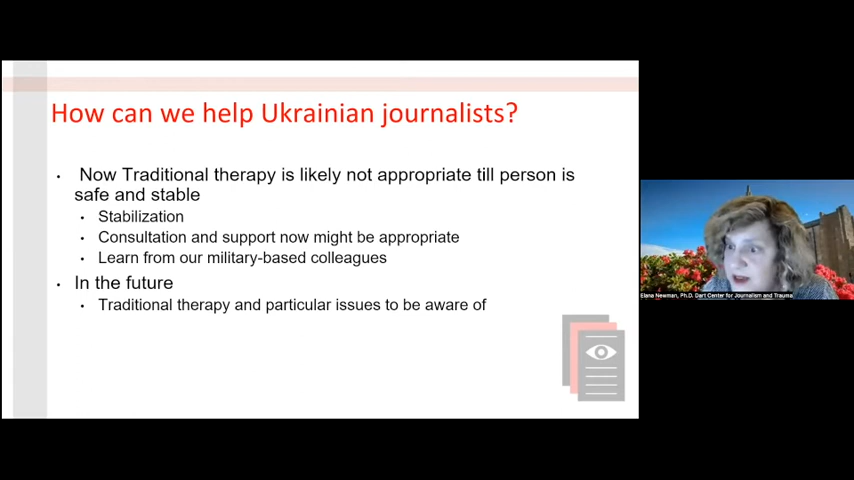 How can we help Ukrainian journalists?
• Now Traditional therapy is likely not appropriate till person is
safe and stable
• Stabilization
• Consultation and support now might be appropriate
• Learn from our military-based colleagues
• In the future
• Traditional therapy and particular issues to be aware of
Elana Newman, Ph.D. Dart Center for Journalism and Trauma